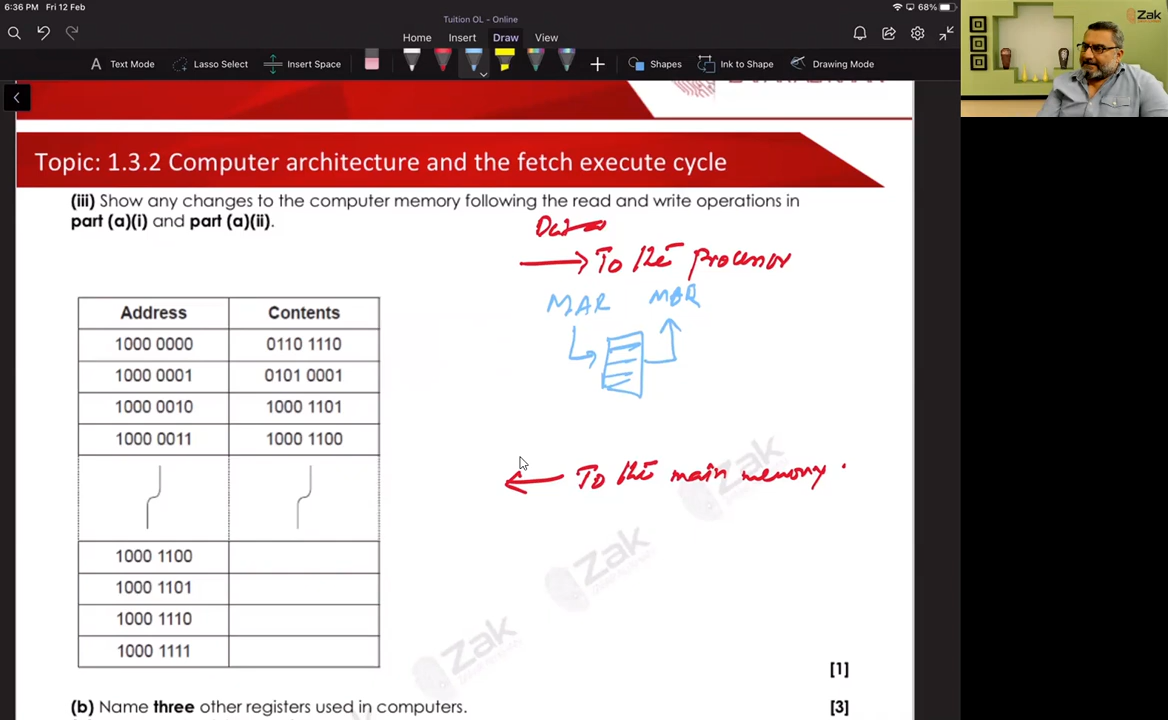 6:36 PM Fri 12 Feb
68%
Tuition OL - Online
Home Insert Draw View
Text Mode Lasso Select Insert Space Shapes Ink to Shape Drawing Mode
Zak
Topic: 1.3.2 Computer architecture and the fetch execute cycle
(iii) Show any changes to the computer memory following the read and write operations in
part (a)(i) and part (a)(ii).
To the processor
MAR MBR
Address Contents
1000 0000 0110 1110
1000 0001 0101 0001
1000 0010 1000 1101
1000 0011 1000 1100
To the main memory.
1000 1100
1000 1101
1000 1110
1000 1111
Zak
Zak
Zak
[1]
(b) Name three other registers used in computers. [3]